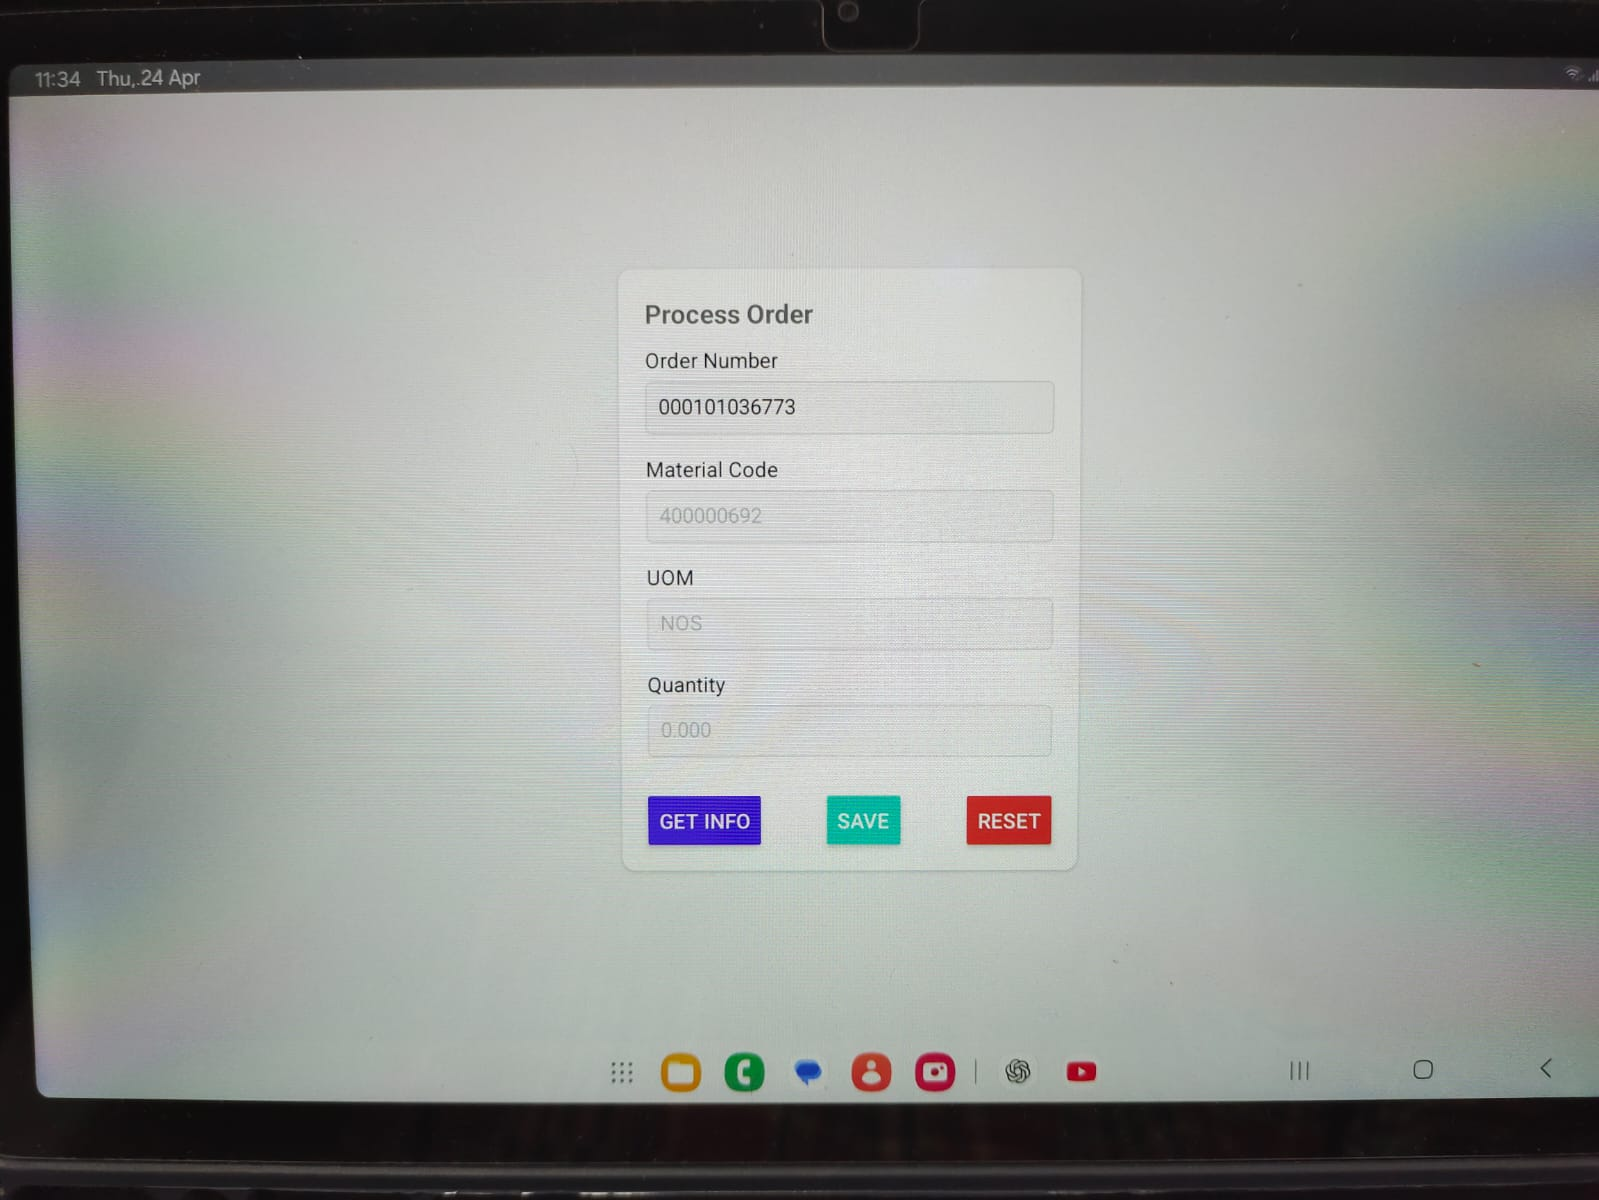 11:34 Thu, 24 Apr
Process Order
Order Number
000101036773
Material Code
400000692
UOM
NOS
Quantity
0.000
GET INFO SAVE RESET